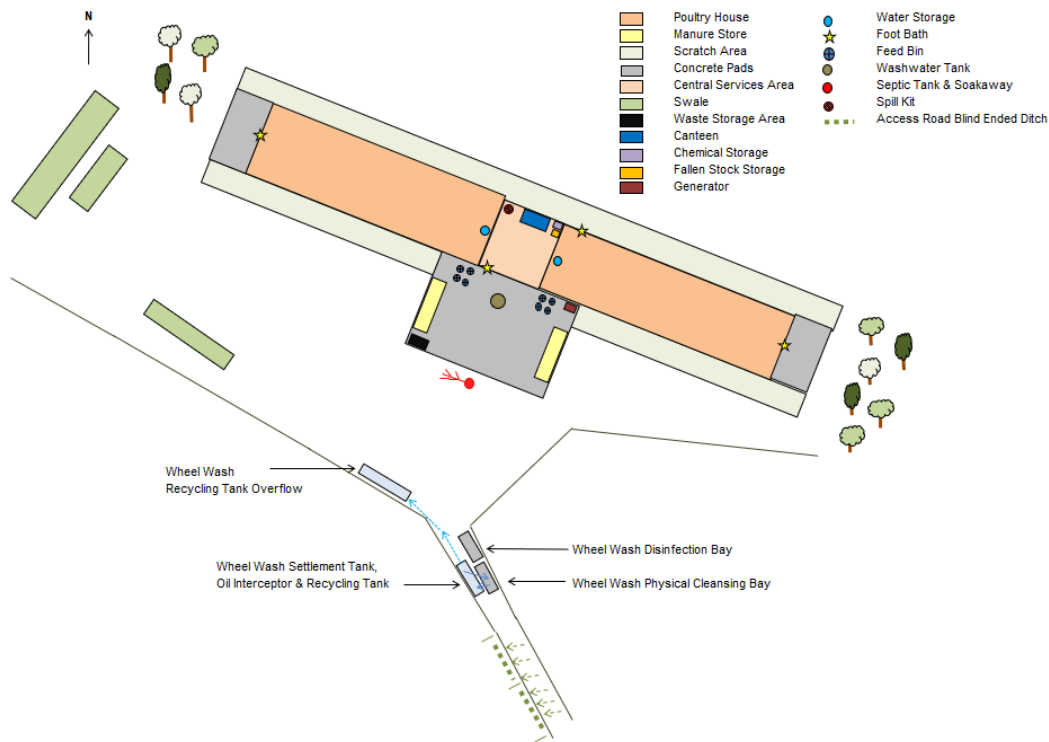 N
Poultry House
Manure Store
Scratch Area
Concrete Pads
Central Services Area
Swale
Waste Storage Area
Canteen
Chemical Storage
Fallen Stock Storage
Generator
Water Storage
Foot Bath
Feed Bin
Washwater Tank
Septic Tank & Soakaway
Spill Kit
Access Road Blind Ended Ditch
Wheel Wash
Recycling Tank Overflow
Wheel Wash Disinfection Bay
Wheel Wash Settlement Tank,
Oil Interceptor & Recycling Tank
Wheel Wash Physical Cleansing Bay